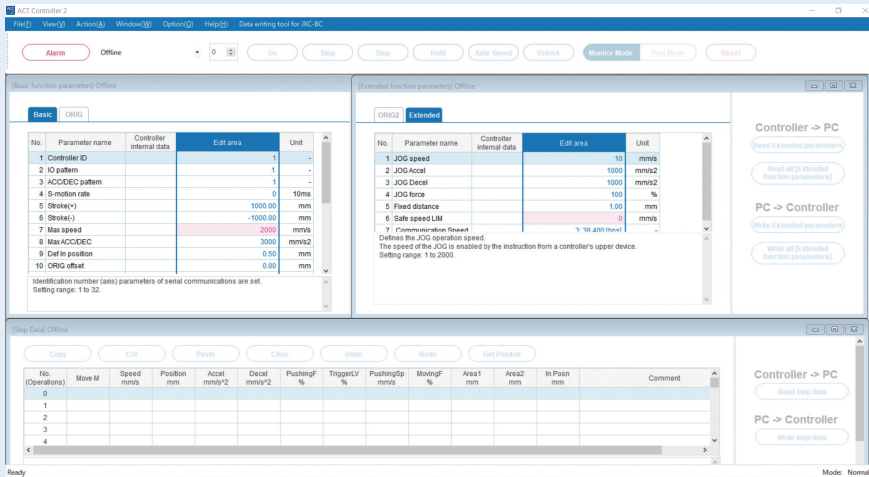 ACT Controller 2
File(F) View(V) Action(A) Window(W) Option(O) Help(H) Data writing tool for JXC-BC
Alarm Offline 0 Go Step Stop Hold Safe Speed Unlock Monitor Mode Test Mode Reset
[Basic function parameters] Offline
Basic ORIG
No. Parameter name Controller internal data Edit area Unit
1 Controller ID 1 -
2 IO pattern 1 -
3 ACC/DEC pattern 1 -
4 S-motion rate 0 10ms
5 Stroke(+) 1000.00 mm
6 Stroke(-) -1000.00 mm
7 Max speed 2000 mm/s
8 Max ACC/DEC 3000 mm/s2
9 Def In position 0.50 mm
10 ORIG offset 0.00 mm
Identification number (axis) parameters of serial communications are set.
Setting range: 1 to 32.
[Extended function parameters] Offline
ORIG2 Extended
No. Parameter name Controller internal data Edit area Unit
1 JOG speed 10 mm/s
2 JOG Accel 1000 mm/s2
3 JOG Decel 1000 mm/s2
4 JOG force 100 %
5 Fixed distance 1.00 mm
6 Safe speed LIM 0 mm/s
7 Communication Speed 3: 38,400 [bps] -
Defines the JOG operation speed.
The speed of the JOG is enabled by the instruction from a controller's upper device.
Setting range: 1 to 2000.
Controller -> PC
Read Extended parameters
Read all [Extended
function parameters]
PC -> Controller
Write Extended parameters
Write all [Extended
function parameters]
[Step Data] Offline
Copy Cut Paste Clear Undo Redo Get Position
No. (Operations) Move M Speed mm/s Position mm Accel mm/s^2 Decel mm/s^2 PushingF % TriggerLV % PushingSp mm/s MovingF % Area1 mm Area2 mm In Posn mm Comment
0
1
2
3
4
Controller -> PC
Read step data
PC -> Controller
Write step data
Ready Mode: Normal